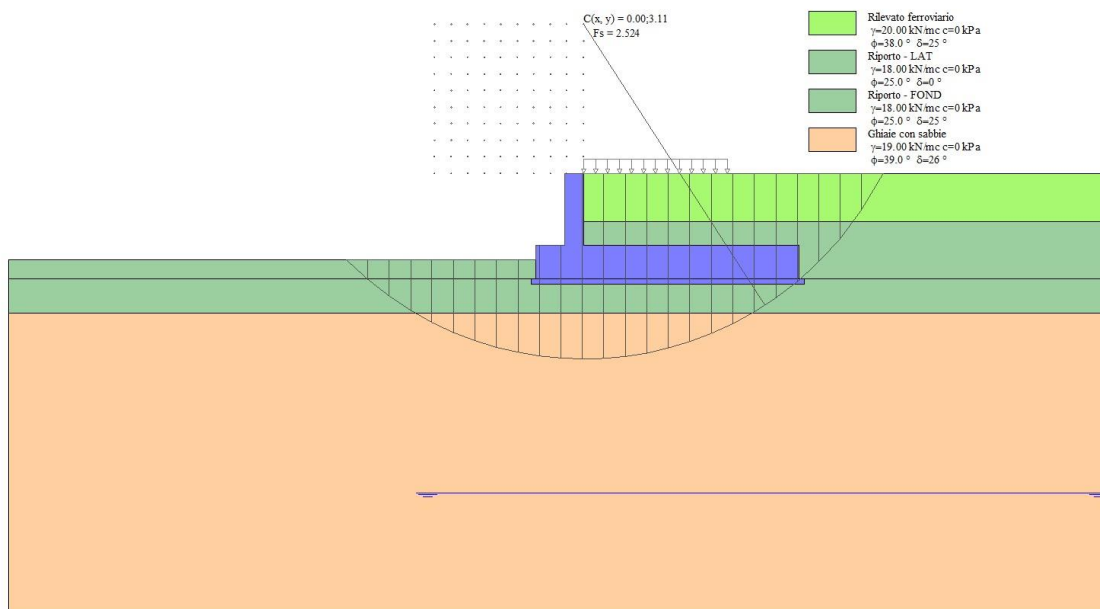 C(x, y) = 0.00;3.11
Fs = 2.524
Rilevato ferroviario
γ=20.00 kN/mc c=0 kPa
ϕ=38.0 ° δ=25 °
Riporto - LAT
γ=18.00 kN/mc c=0 kPa
ϕ=25.0 ° δ=0 °
Riporto - FOND
γ=18.00 kN/mc c=0 kPa
ϕ=25.0 ° δ=25 °
Ghiaie con sabbie
γ=19.00 kN/mc c=0 kPa
ϕ=39.0 ° δ=26 °